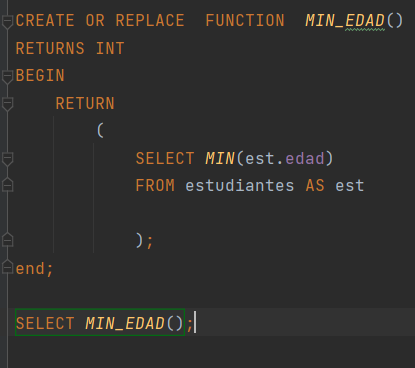 CREATE OR REPLACE  FUNCTION  MIN_EDAD()
RETURNS INT
BEGIN
    RETURN
        (
            SELECT MIN(est.edad)
            FROM estudiantes AS est
            );
end;
SELECT MIN_EDAD();